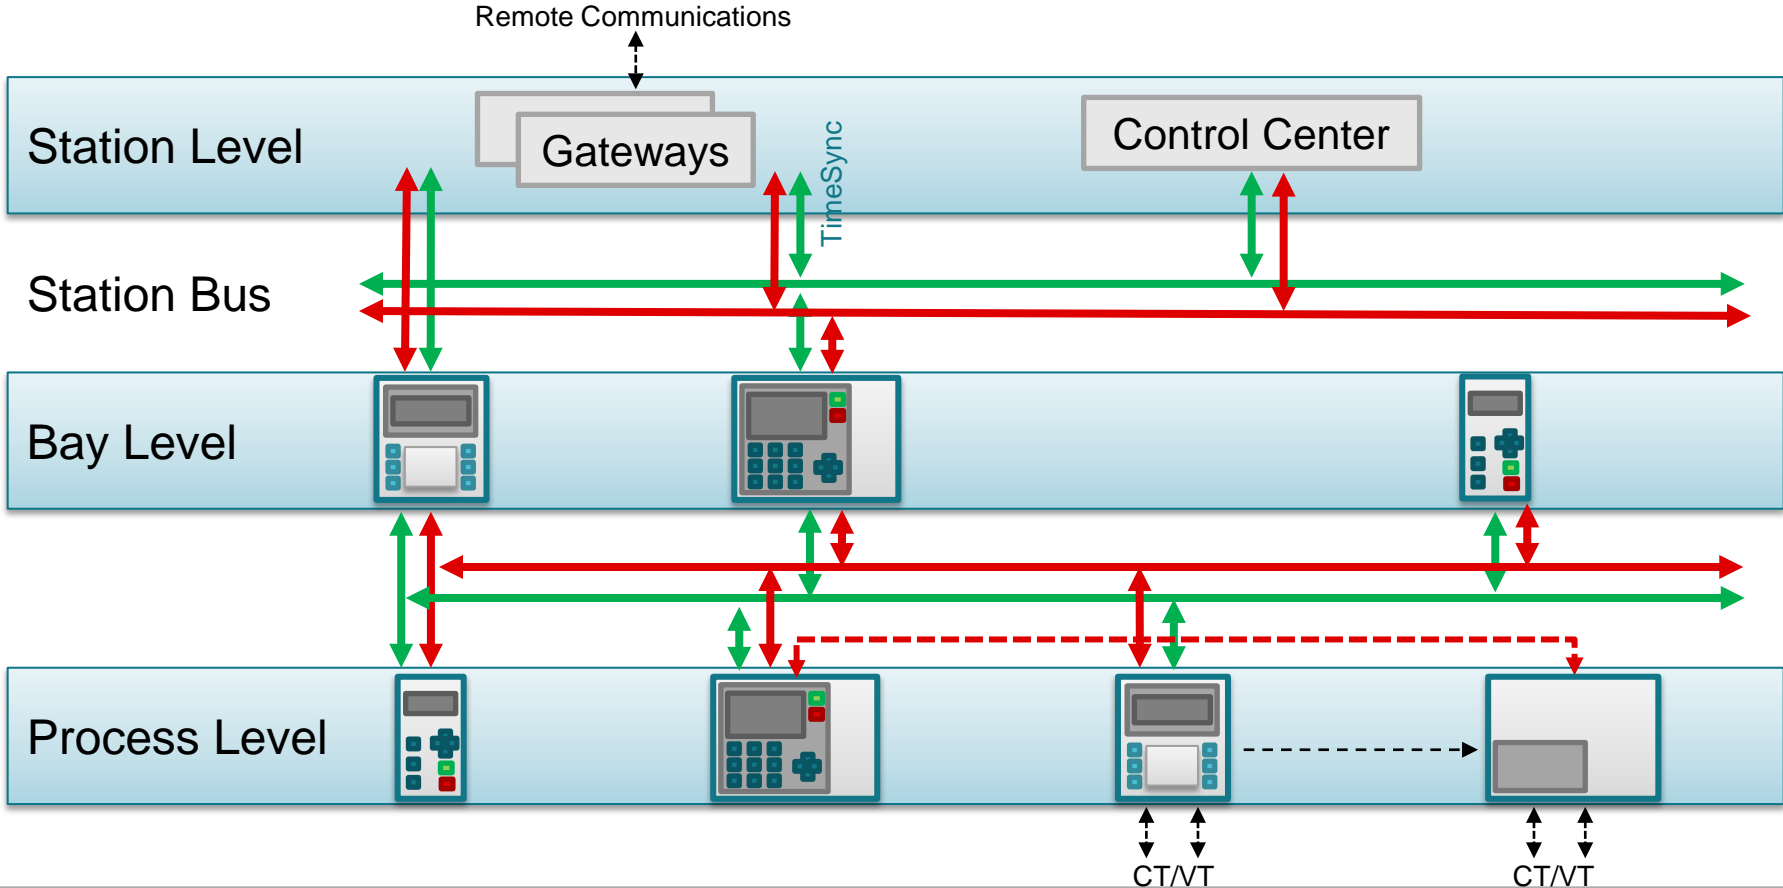 Remote Communications
Station Level
Gateways
TimeSync
Control Center
Station Bus
Bay Level
Process Level
CT/VT
CT/VT